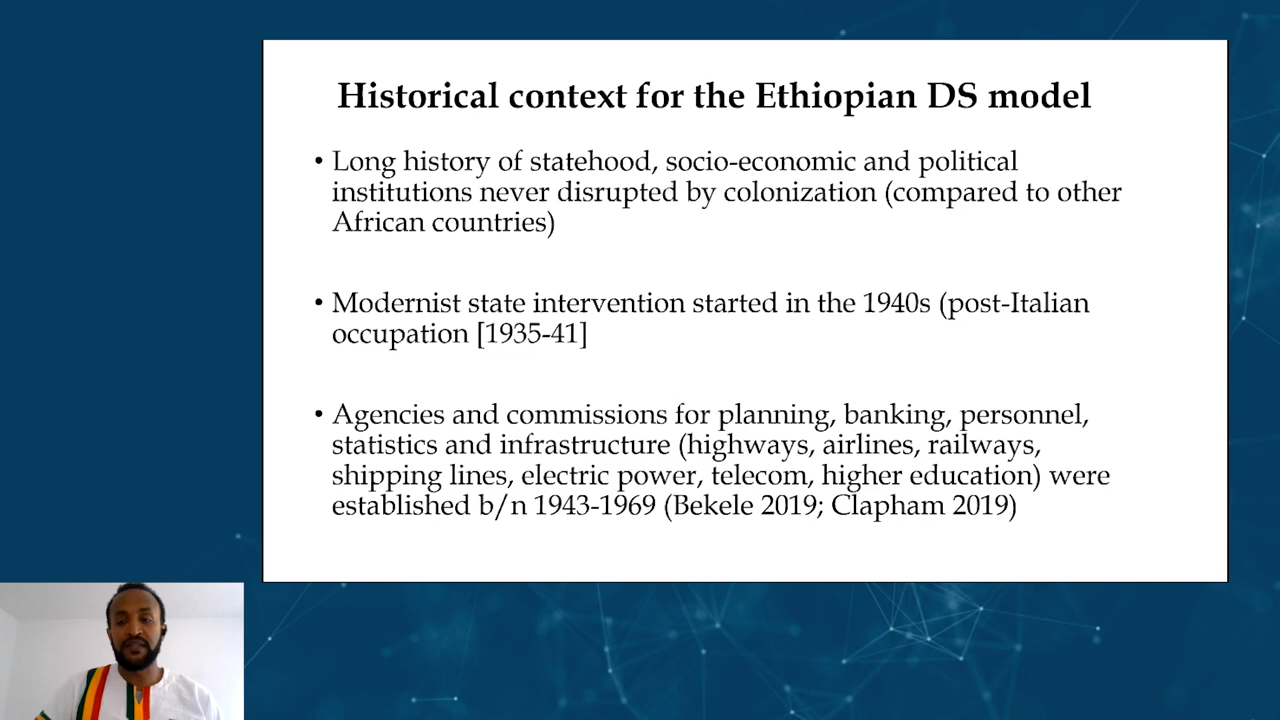 Historical context for the Ethiopian DS model
• Long history of statehood, socio-economic and political
institutions never disrupted by colonization (compared to other
African countries)
• Modernist state intervention started in the 1940s (post-Italian
occupation [1935-41]
• Agencies and commissions for planning, banking, personnel,
statistics and infrastructure (highways, airlines, railways,
shipping lines, electric power, telecom, higher education) were
established b/n 1943-1969 (Bekele 2019; Clapham 2019)